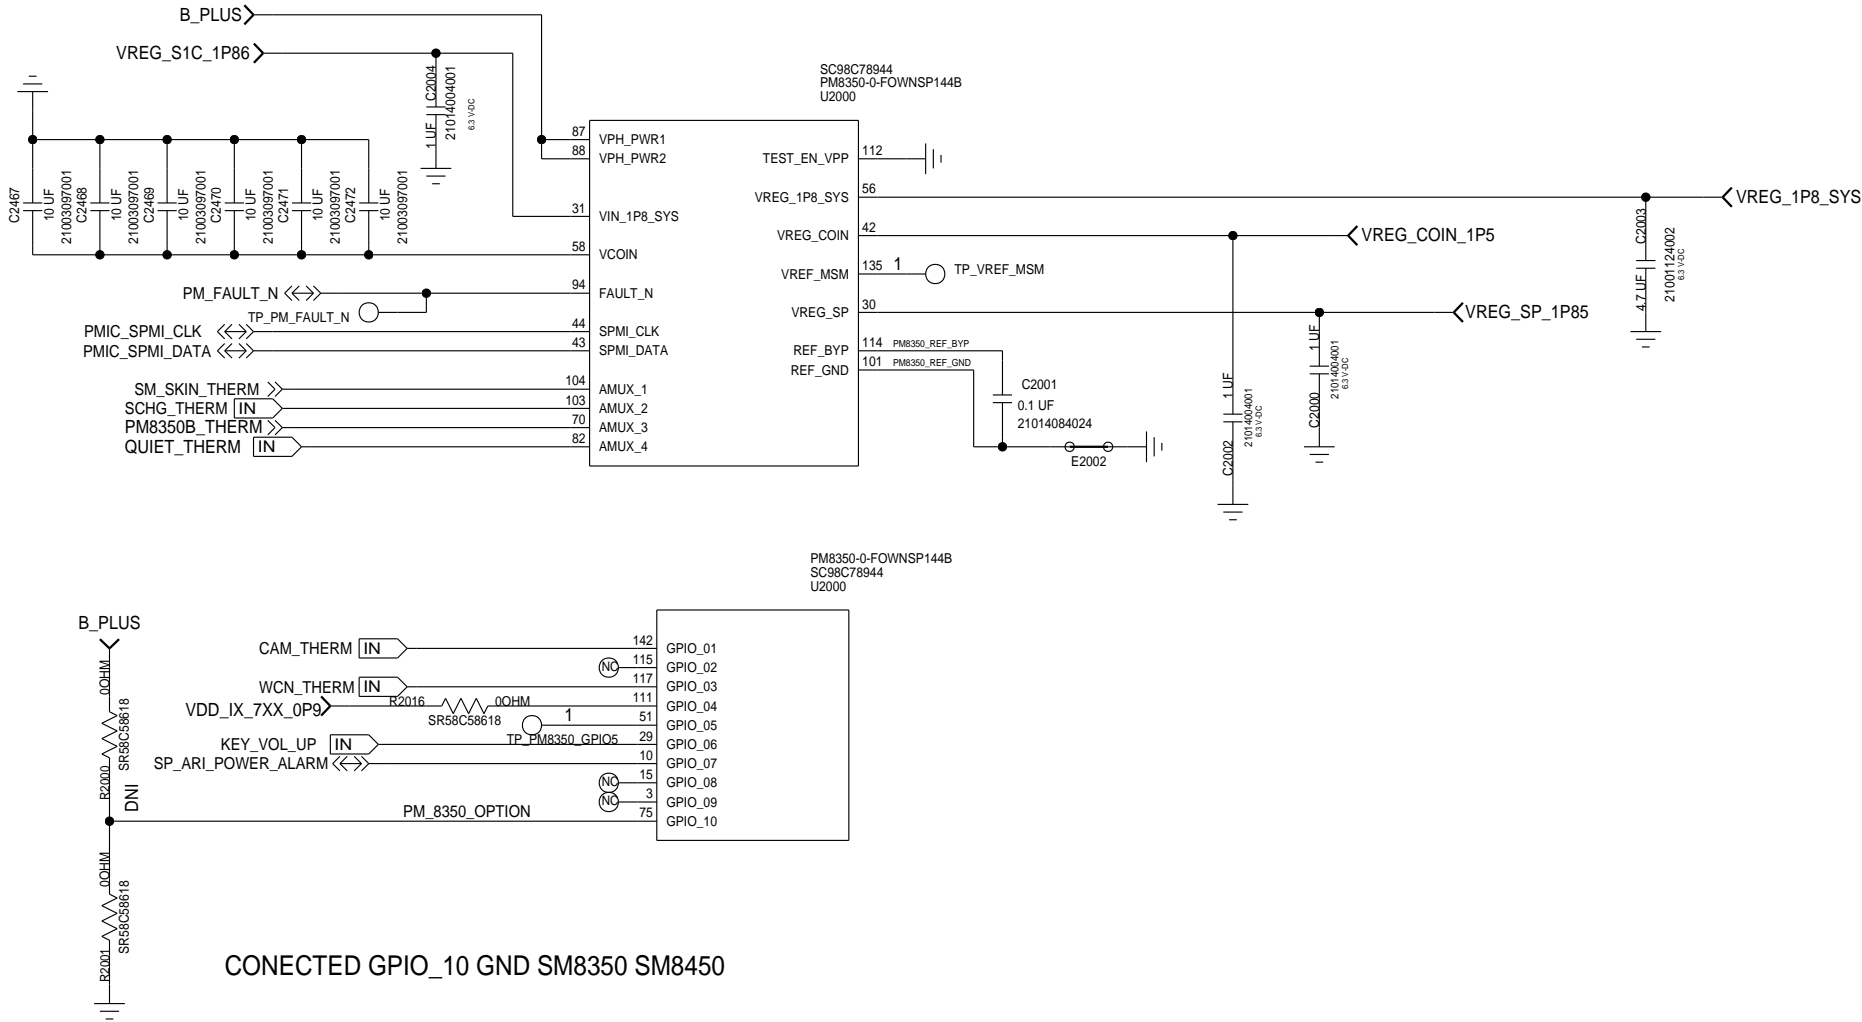 B_PLUS
VREG_S1C_1P86
C2004
1 UF
21014004001
6.3 V-DC
SC98C78944
PM8350-0-FOWNSP144B
U2000
C2467
10 UF
21003097001
C2468
10 UF
21003097001
C2469
10 UF
21003097001
C2470
10 UF
21003097001
C2471
10 UF
21003097001
C2472
10 UF
21003097001
87 VPH_PWR1
88 VPH_PWR2
31 VIN_1P8_SYS
58 VCOIN
PM_FAULT_N 94 FAULT_N
TP_PM_FAULT_N
PMIC_SPMI_CLK 44 SPMI_CLK
PMIC_SPMI_DATA 43 SPMI_DATA
SM_SKIN_THERM 104 AMUX_1
SCHG_THERM IN 103 AMUX_2
PM8350B_THERM 70 AMUX_3
QUIET_THERM IN 82 AMUX_4
TEST_EN_VPP 112
VREG_1P8_SYS 56 VREG_1P8_SYS
VREG_COIN 42 VREG_COIN_1P5
VREF_MSM 135 1 TP_VREF_MSM
VREG_SP 30 VREG_SP_1P85
REF_BYP 114 PM8350_REF_BYP
REF_GND 101 PM8350_REF_GND
C2001
0.1 UF
21014084024
E2002
C2002
1 UF
21014004001
6.3 V-DC
C2000
1 UF
21014004001
6.3 V-DC
C2003
4.7 UF
21001124002
6.3 V-DC
PM8350-0-FOWNSP144B
SC98C78944
U2000
B_PLUS
0OHM
SR58C58618
R2000
DNI
0OHM
SR58C58618
R2001
CAM_THERM IN 142 GPIO_01
NC 115 GPIO_02
WCN_THERM IN 117 GPIO_03
VDD_IX_7XX_0P9 R2016 0OHM 111 GPIO_04
SR58C58618
1 51 GPIO_05
TP_PM8350_GPIO5
KEY_VOL_UP IN 29 GPIO_06
SP_ARI_POWER_ALARM 10 GPIO_07
NC 15 GPIO_08
NC 3 GPIO_09
PM_8350_OPTION 75 GPIO_10
CONECTED GPIO_10 GND SM8350 SM8450